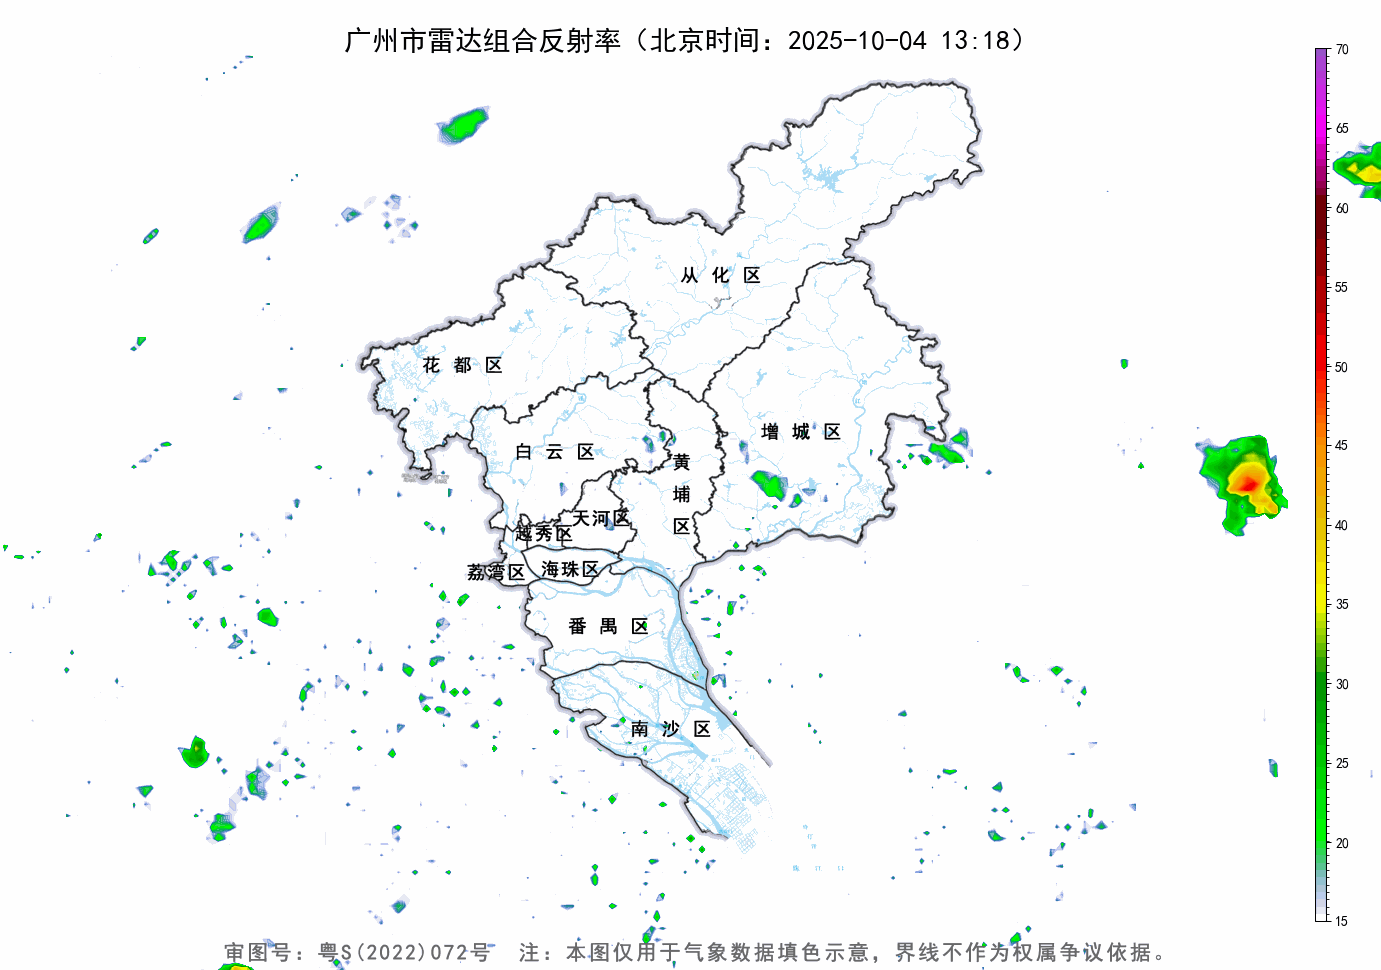 广州市雷达组合反射率（北京时间：2025-10-04 13:18）
70
65
60
55
50
45
40
35
30
25
20
15
从化区
花都区
增城区
白云区
黄埔区
天河区
越秀区
荔湾区
海珠区
番禺区
南沙区
审图号：粤S(2022)072号 注：本图仅用于气象数据填色示意，界线不作为权属争议依据。